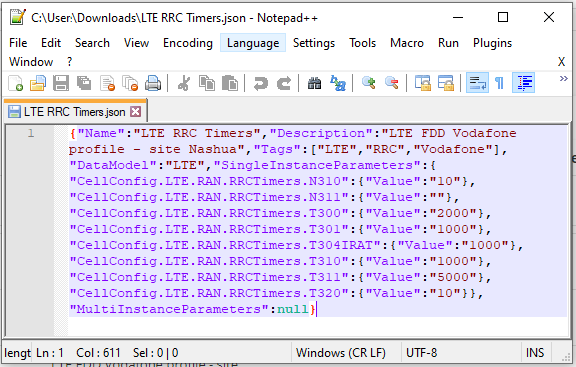 C:\User\Downloads\LTE RRC Timers.json - Notepad++
File Edit Search View Encoding Language Settings Tools Macro Run Plugins
Window ? X
LTE RRC Timers.json
1 {"Name":"LTE RRC Timers","Description":"LTE FDD Vodafone
profile - site Nashua","Tags":["LTE","RRC","Vodafone"],
"DataModel":"LTE","SingleInstanceParameters":{
"CellConfig.LTE.RAN.RRCTimers.N310":{"Value":"10"},
"CellConfig.LTE.RAN.RRCTimers.N311":{"Value":""},
"CellConfig.LTE.RAN.RRCTimers.T300":{"Value":"2000"},
"CellConfig.LTE.RAN.RRCTimers.T301":{"Value":"1000"},
"CellConfig.LTE.RAN.RRCTimers.T304IRAT":{"Value":"1000"},
"CellConfig.LTE.RAN.RRCTimers.T310":{"Value":"1000"},
"CellConfig.LTE.RAN.RRCTimers.T311":{"Value":"5000"},
"CellConfig.LTE.RAN.RRCTimers.T320":{"Value":"10"}},
"MultiInstanceParameters":null}
lengt Ln : 1 Col : 611 Sel : 0 | 0 Windows (CR LF) UTF-8 INS
LTE FDD Vodafone profile - site